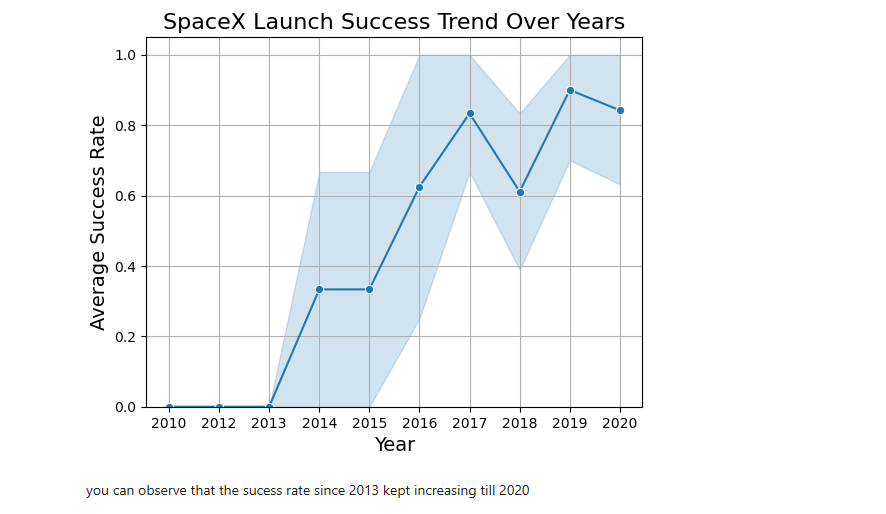 SpaceX Launch Success Trend Over Years
1.0
0.8
0.6
0.4
0.2
0.0
Average Success Rate
2010 2012 2013 2014 2015 2016 2017 2018 2019 2020
Year
you can observe that the sucess rate since 2013 kept increasing till 2020